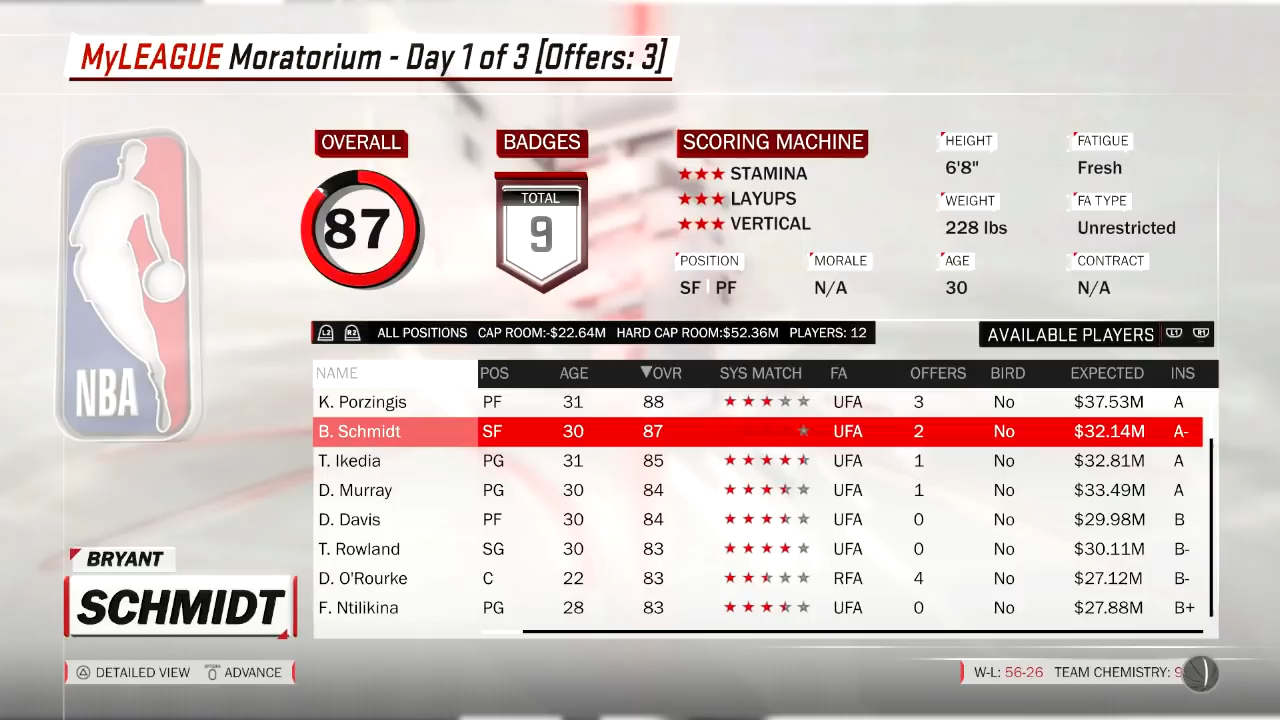 MyLEAGUE Moratorium - Day 1 of 3 [Offers: 3]
OVERALL
87
BADGES
TOTAL
9
SCORING MACHINE
★★★ STAMINA
★★★ LAYUPS
★★★ VERTICAL
POSITION
SF | PF
MORALE
N/A
HEIGHT
6'8"
WEIGHT
228 lbs
AGE
30
FATIGUE
Fresh
FA TYPE
Unrestricted
CONTRACT
N/A
NBA
L2 R2 ALL POSITIONS CAP ROOM:-$22.64M HARD CAP ROOM:$52.36M PLAYERS: 12
AVAILABLE PLAYERS L1 R1
NAME POS AGE ▼OVR SYS MATCH FA OFFERS BIRD EXPECTED INS
K. Porzingis PF 31 88 UFA 3 No $37.53M A
B. Schmidt SF 30 87 UFA 2 No $32.14M A-
T. Ikedia PG 31 85 UFA 1 No $32.81M A
D. Murray PG 30 84 UFA 1 No $33.49M A
D. Davis PF 30 84 UFA 0 No $29.98M B
T. Rowland SG 30 83 UFA 0 No $30.11M B-
D. O'Rourke C 22 83 RFA 4 No $27.12M B-
F. Ntilikina PG 28 83 UFA 0 No $27.88M B+
BRYANT
SCHMIDT
DETAILED VIEW OPTIONS ADVANCE
W-L: 56-26 TEAM CHEMISTRY: 9